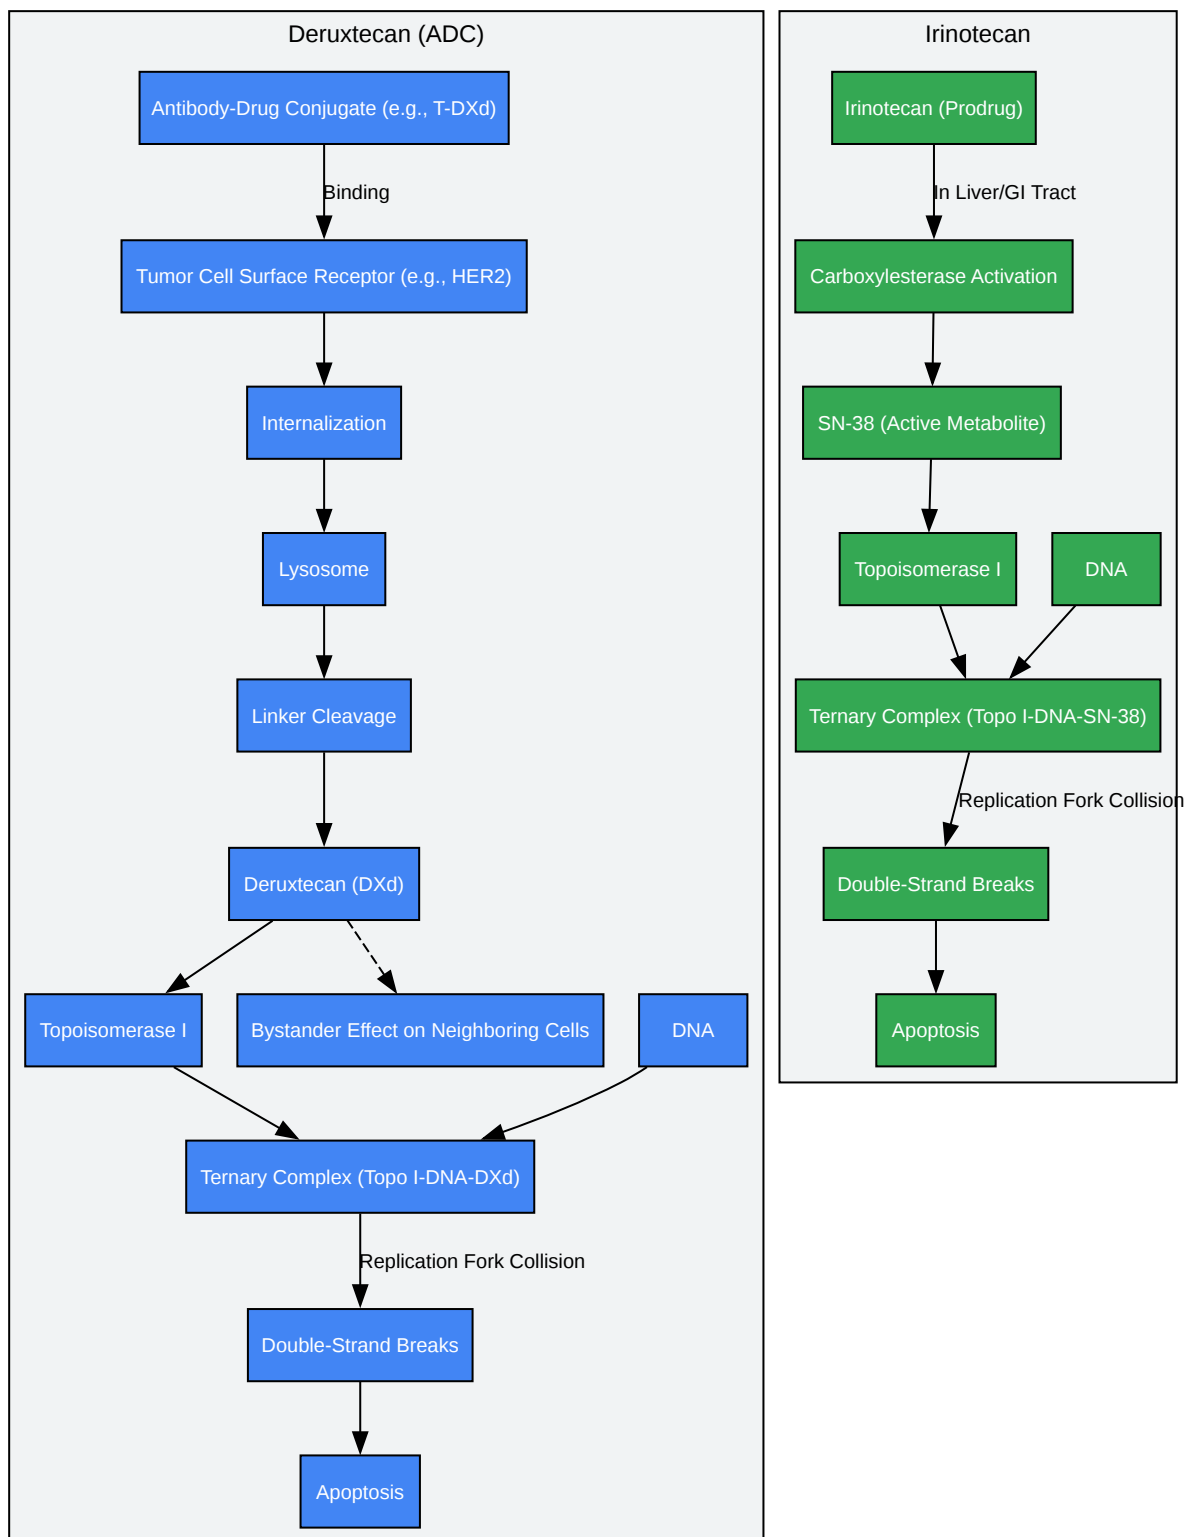 Deruxtecan (ADC)
Antibody-Drug Conjugate (e.g., T-DXd)
Binding
Tumor Cell Surface Receptor (e.g., HER2)
Internalization
Lysosome
Linker Cleavage
Deruxtecan (DXd)
Topoisomerase I
Bystander Effect on Neighboring Cells
DNA
Ternary Complex (Topo I-DNA-DXd)
Replication Fork Collision
Double-Strand Breaks
Apoptosis
Irinotecan
Irinotecan (Prodrug)
In Liver/GI Tract
Carboxylesterase Activation
SN-38 (Active Metabolite)
Topoisomerase I
DNA
Ternary Complex (Topo I-DNA-SN-38)
Replication Fork Collision
Double-Strand Breaks
Apoptosis